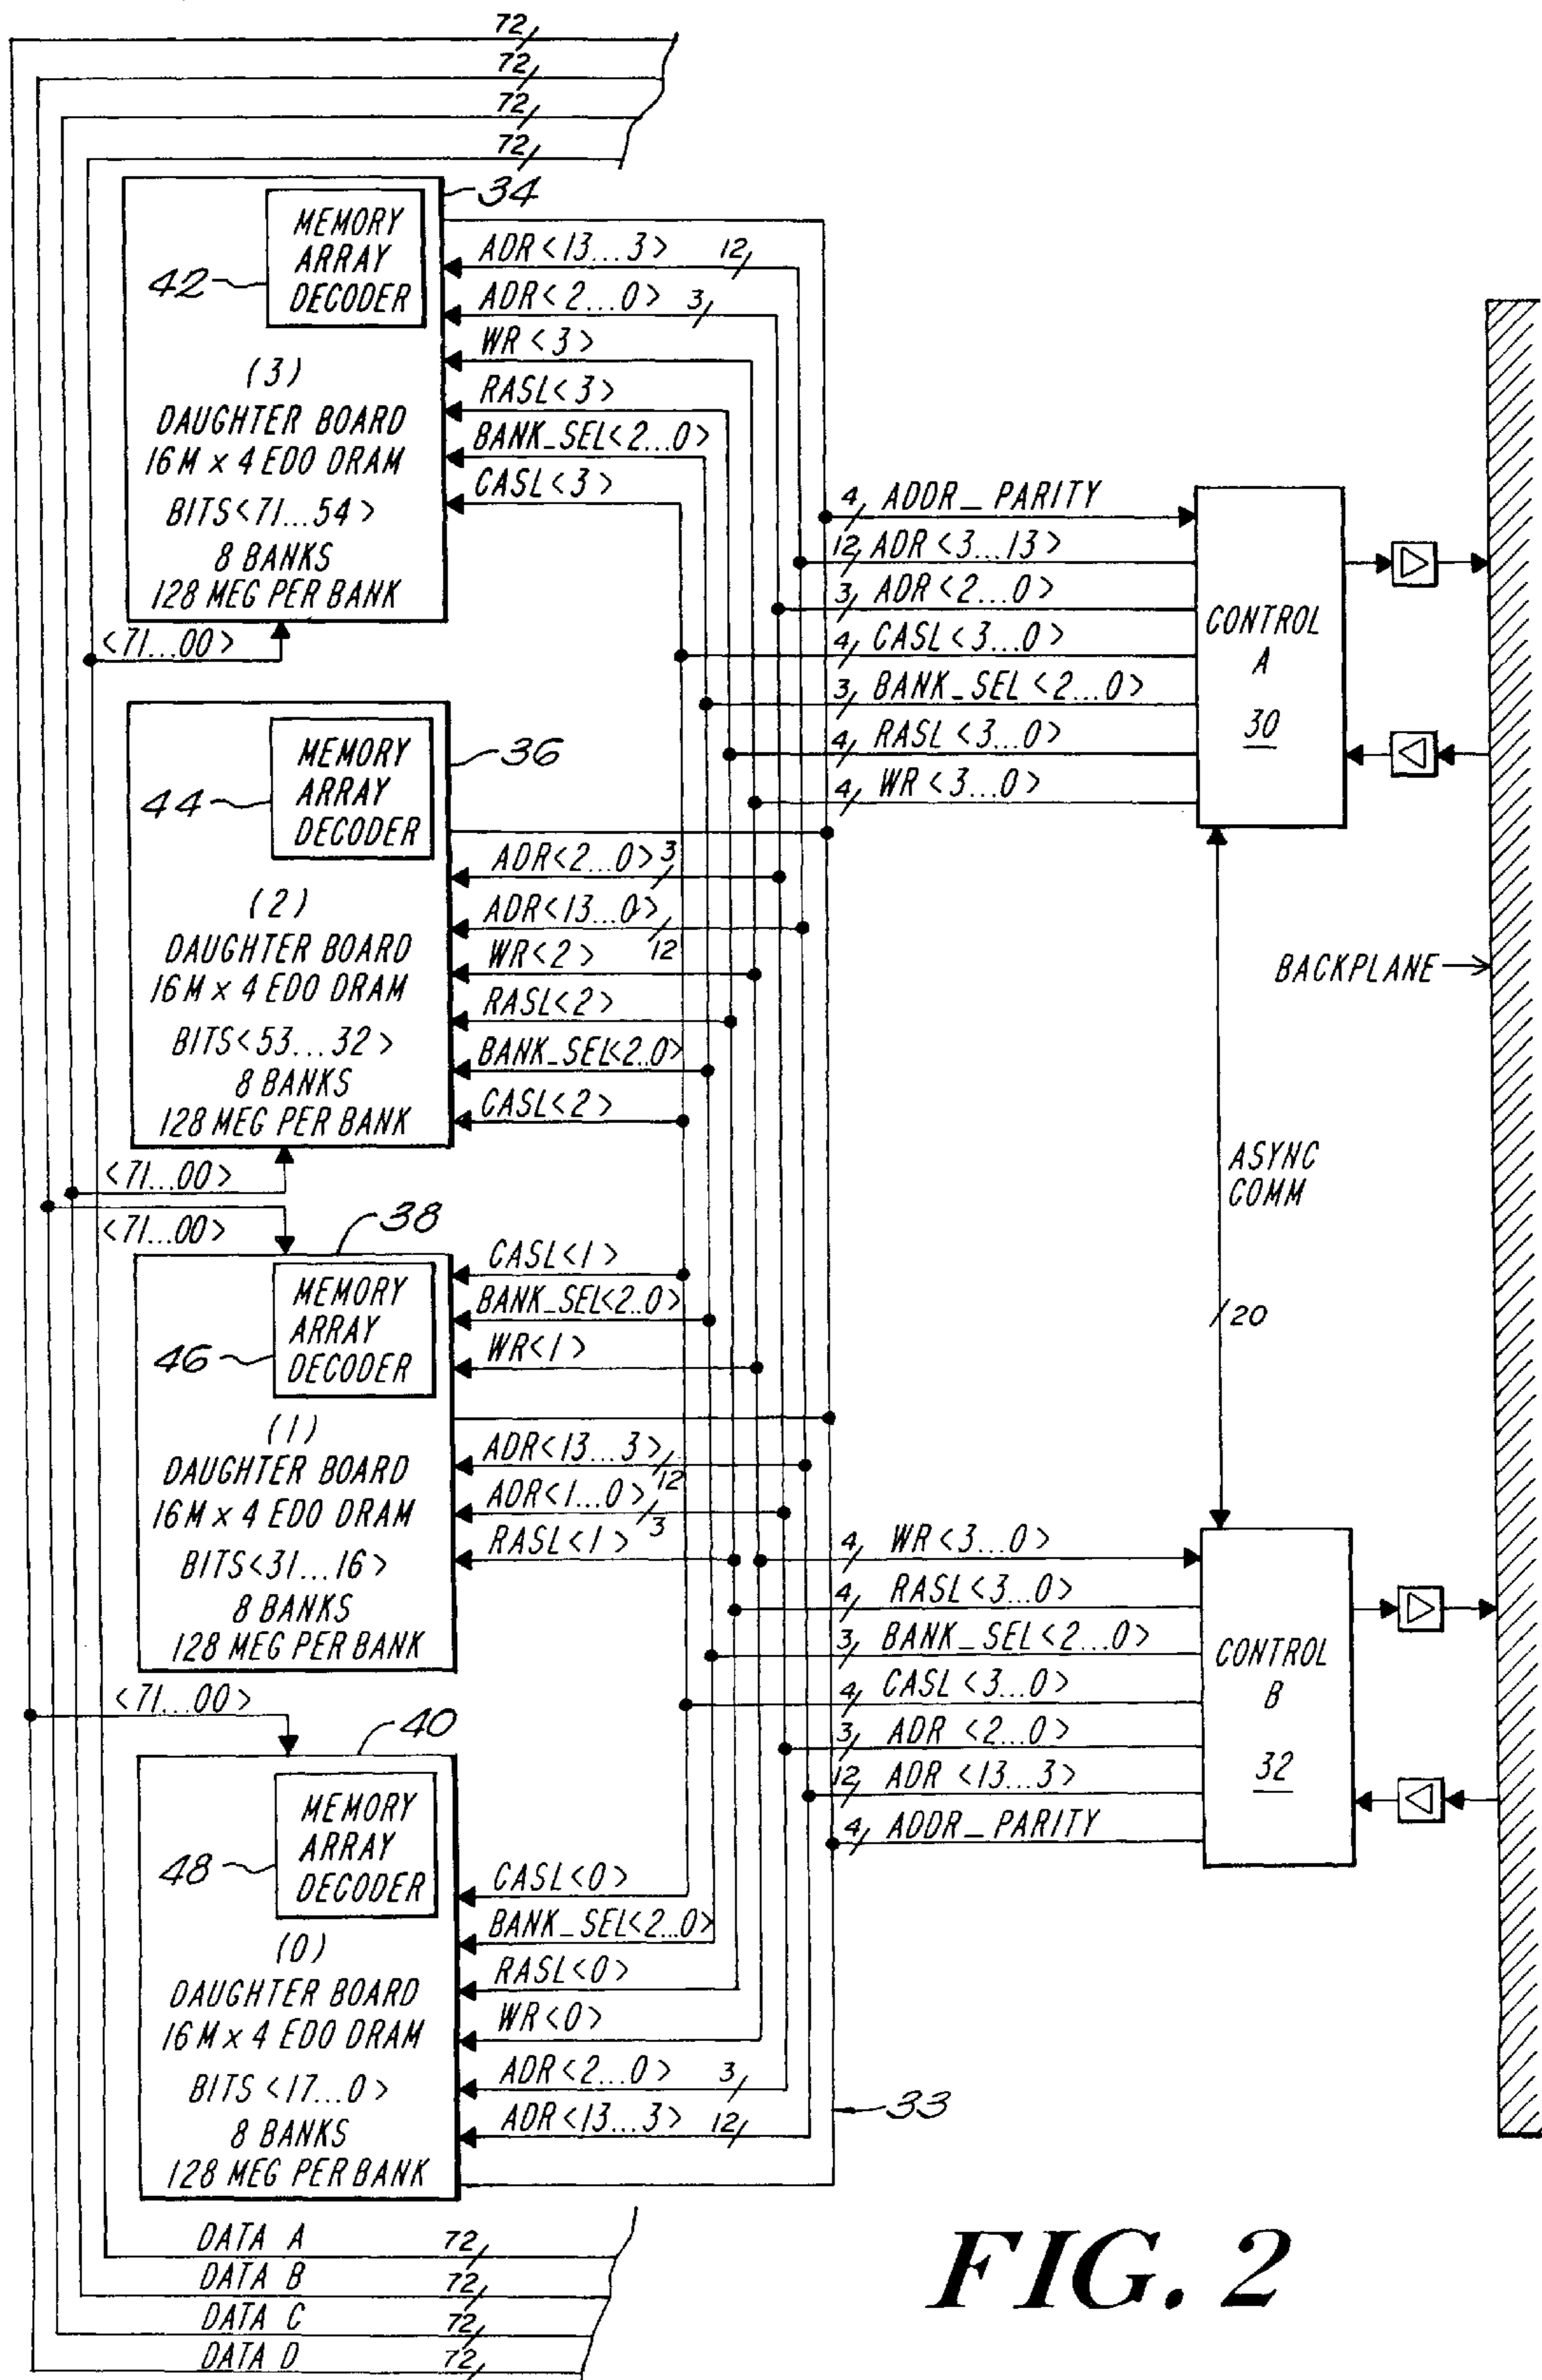 72
72
72
72
34
MEMORY
ARRAY
DECODER
42
(3)
DAUGHTER BOARD
16M x 4 EDO DRAM
BITS<71...54>
8 BANKS
128 MEG PER BANK
<71...00>
ADR<13...3> 12
ADR<2...0> 3
WR<3>
RASL<3>
BANK_SEL<2...0>
CASL<3>
4 ADDR_PARITY
12 ADR<3...13>
3 ADR<2...0>
4 CASL<3...0>
3 BANK_SEL<2...0>
4 RASL<3...0>
4 WR<3...0>
CONTROL
A
30
36
MEMORY
ARRAY
DECODER
44
(2)
DAUGHTER BOARD
16M x 4 EDO DRAM
BITS<53...32>
8 BANKS
128 MEG PER BANK
<71...00>
ADR<2...0> 3
ADR<13...0> 12
WR<2>
RASL<2>
BANK_SEL<2..0>
CASL<2>
BACKPLANE
ASYNC
COMM
20
<71...00>
38
MEMORY
ARRAY
DECODER
46
(1)
DAUGHTER BOARD
16M x 4 EDO DRAM
BITS<31...16>
8 BANKS
128 MEG PER BANK
CASL<1>
BANK_SEL<2..0>
WR<1>
ADR<13...3> 12
ADR<1...0> 3
RASL<1>
4 WR<3...0>
4 RASL<3...0>
3 BANK_SEL<2...0>
4 CASL<3...0>
3 ADR<2...0>
12 ADR<13...3>
4 ADDR_PARITY
CONTROL
B
32
<71...00>
40
MEMORY
ARRAY
DECODER
48
(0)
DAUGHTER BOARD
16M x 4 EDO DRAM
BITS<17...0>
8 BANKS
128 MEG PER BANK
CASL<0>
BANK_SEL<2...0>
RASL<0>
WR<0>
ADR<2...0> 3
ADR<13...3> 12
33
DATA A 72
DATA B 72
DATA C 72
DATA D 72
FIG. 2